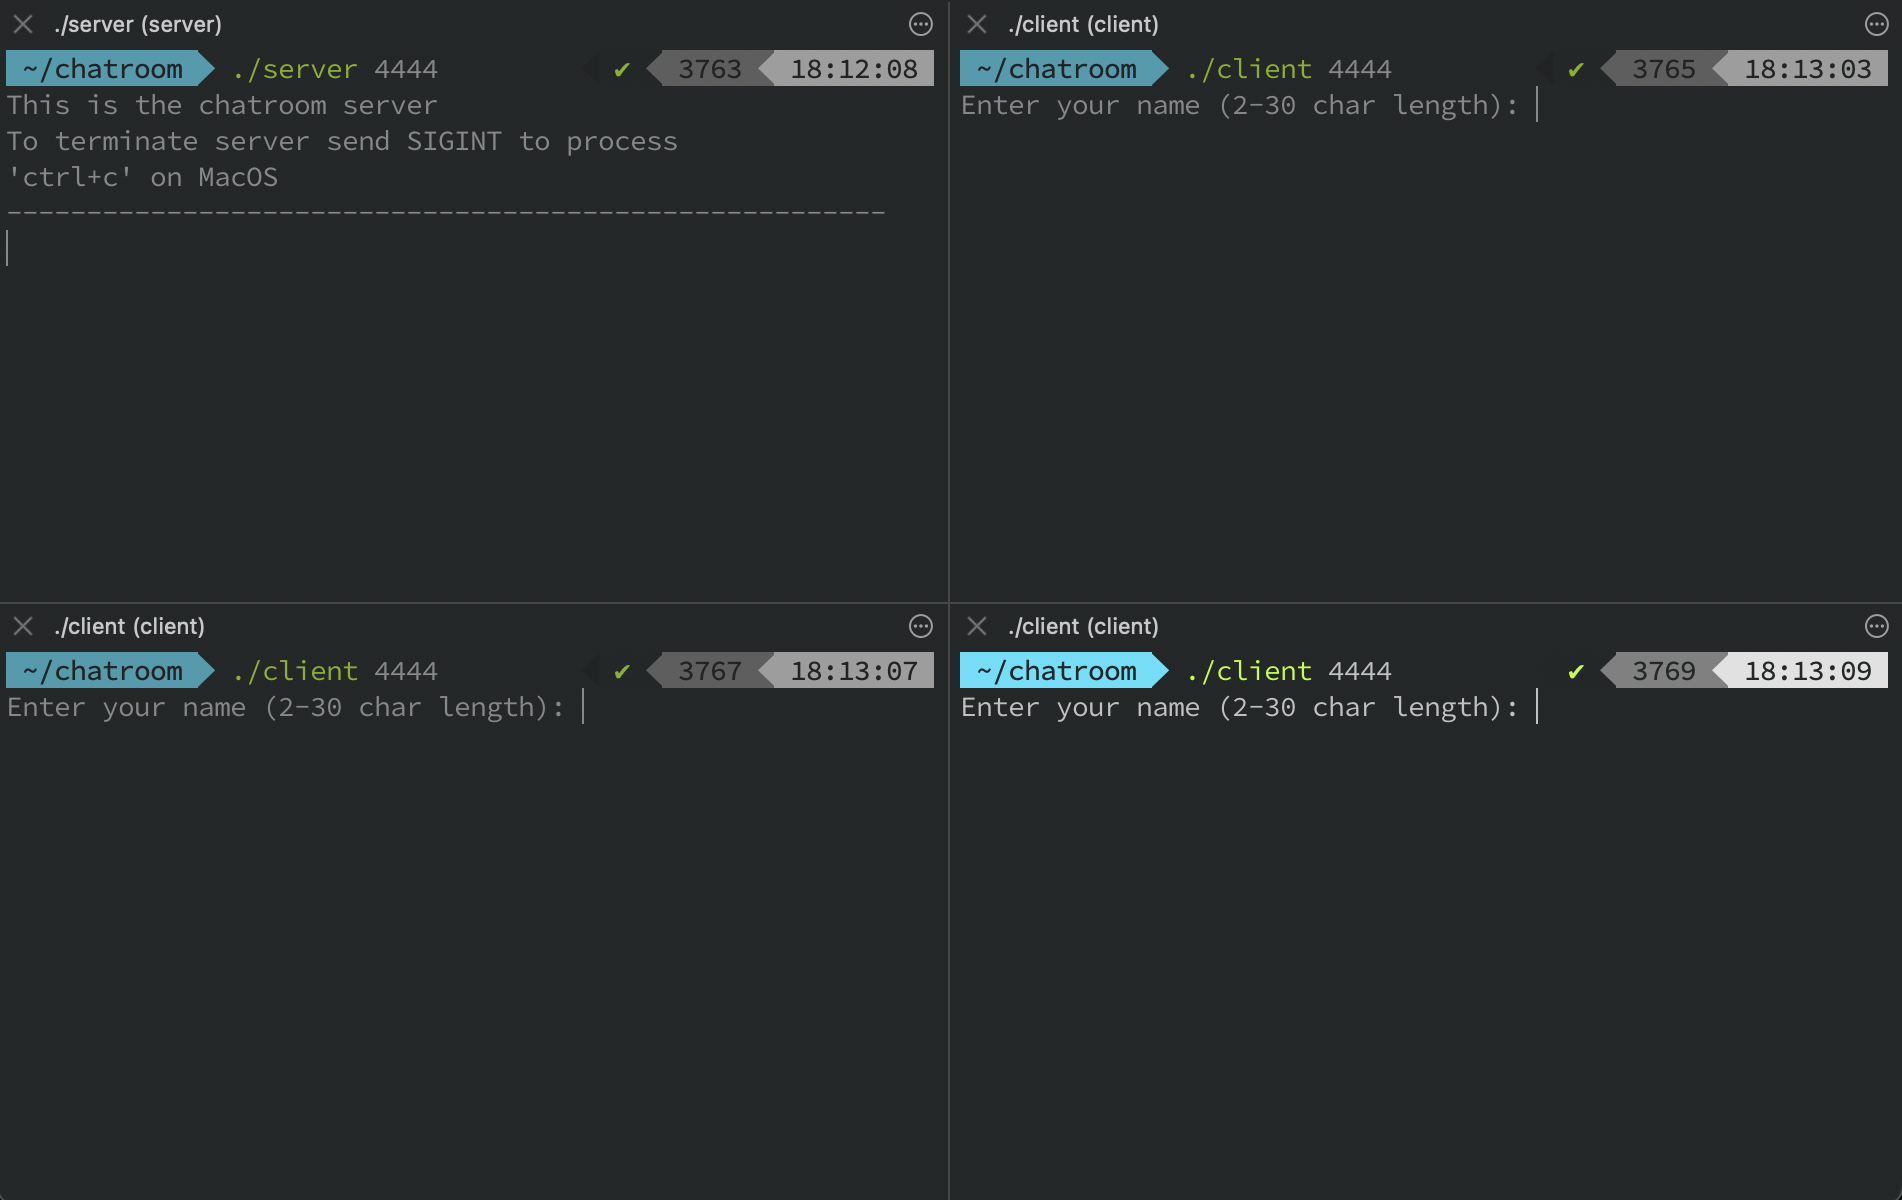 ./server (server)
~/chatroom ./server 4444 ✔ 3763 18:12:08
This is the chatroom server
To terminate server send SIGINT to process
'ctrl+c' on MacOS
-------------------------------------------------------
./client (client)
~/chatroom ./client 4444 ✔ 3765 18:13:03
Enter your name (2-30 char length):
./client (client)
~/chatroom ./client 4444 ✔ 3767 18:13:07
Enter your name (2-30 char length):
./client (client)
~/chatroom ./client 4444 ✔ 3769 18:13:09
Enter your name (2-30 char length):